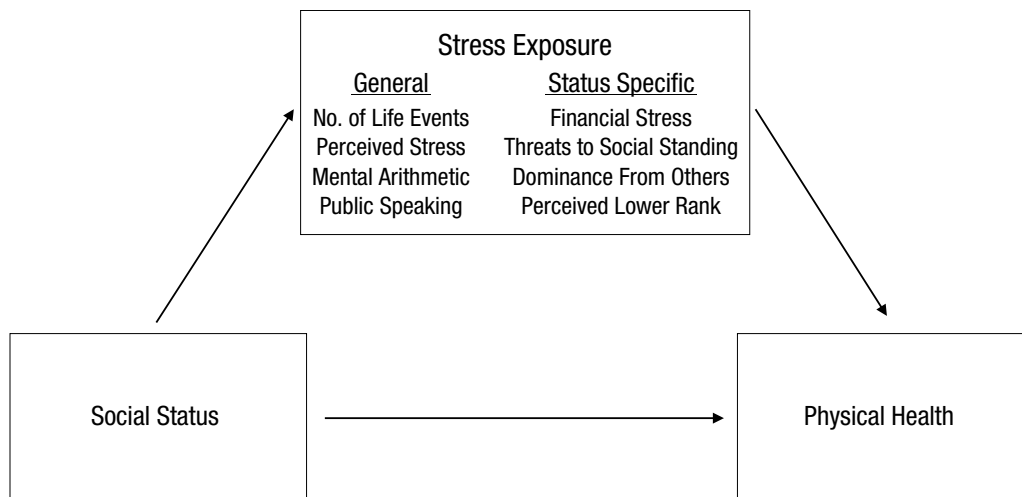 Stress Exposure
General Status Specific
No. of Life Events Financial Stress
Perceived Stress Threats to Social Standing
Mental Arithmetic Dominance From Others
Public Speaking Perceived Lower Rank
Social Status Physical Health